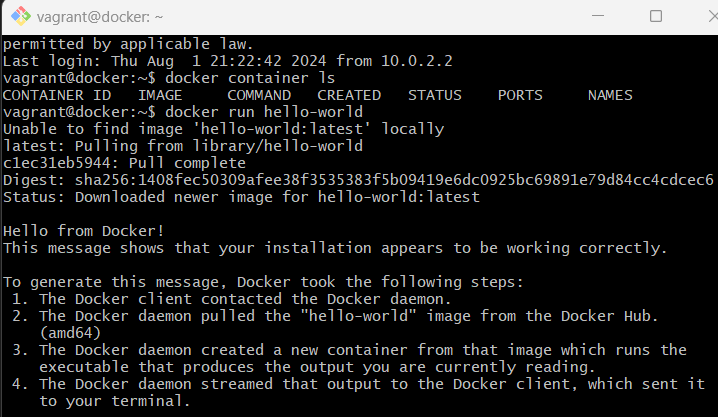 vagrant@docker: ~
permitted by applicable law.
Last login: Thu Aug  1 21:22:42 2024 from 10.0.2.2
vagrant@docker:~$ docker container ls
CONTAINER ID   IMAGE     COMMAND   CREATED   STATUS    PORTS     NAMES
vagrant@docker:~$ docker run hello-world
Unable to find image 'hello-world:latest' locally
latest: Pulling from library/hello-world
c1ec31eb5944: Pull complete
Digest: sha256:1408fec50309afee38f3535383f5b09419e6dc0925bc69891e79d84cc4cdcec6
Status: Downloaded newer image for hello-world:latest

Hello from Docker!
This message shows that your installation appears to be working correctly.

To generate this message, Docker took the following steps:
 1. The Docker client contacted the Docker daemon.
 2. The Docker daemon pulled the "hello-world" image from the Docker Hub.
    (amd64)
 3. The Docker daemon created a new container from that image which runs the
    executable that produces the output you are currently reading.
 4. The Docker daemon streamed that output to the Docker client, which sent it
    to your terminal.